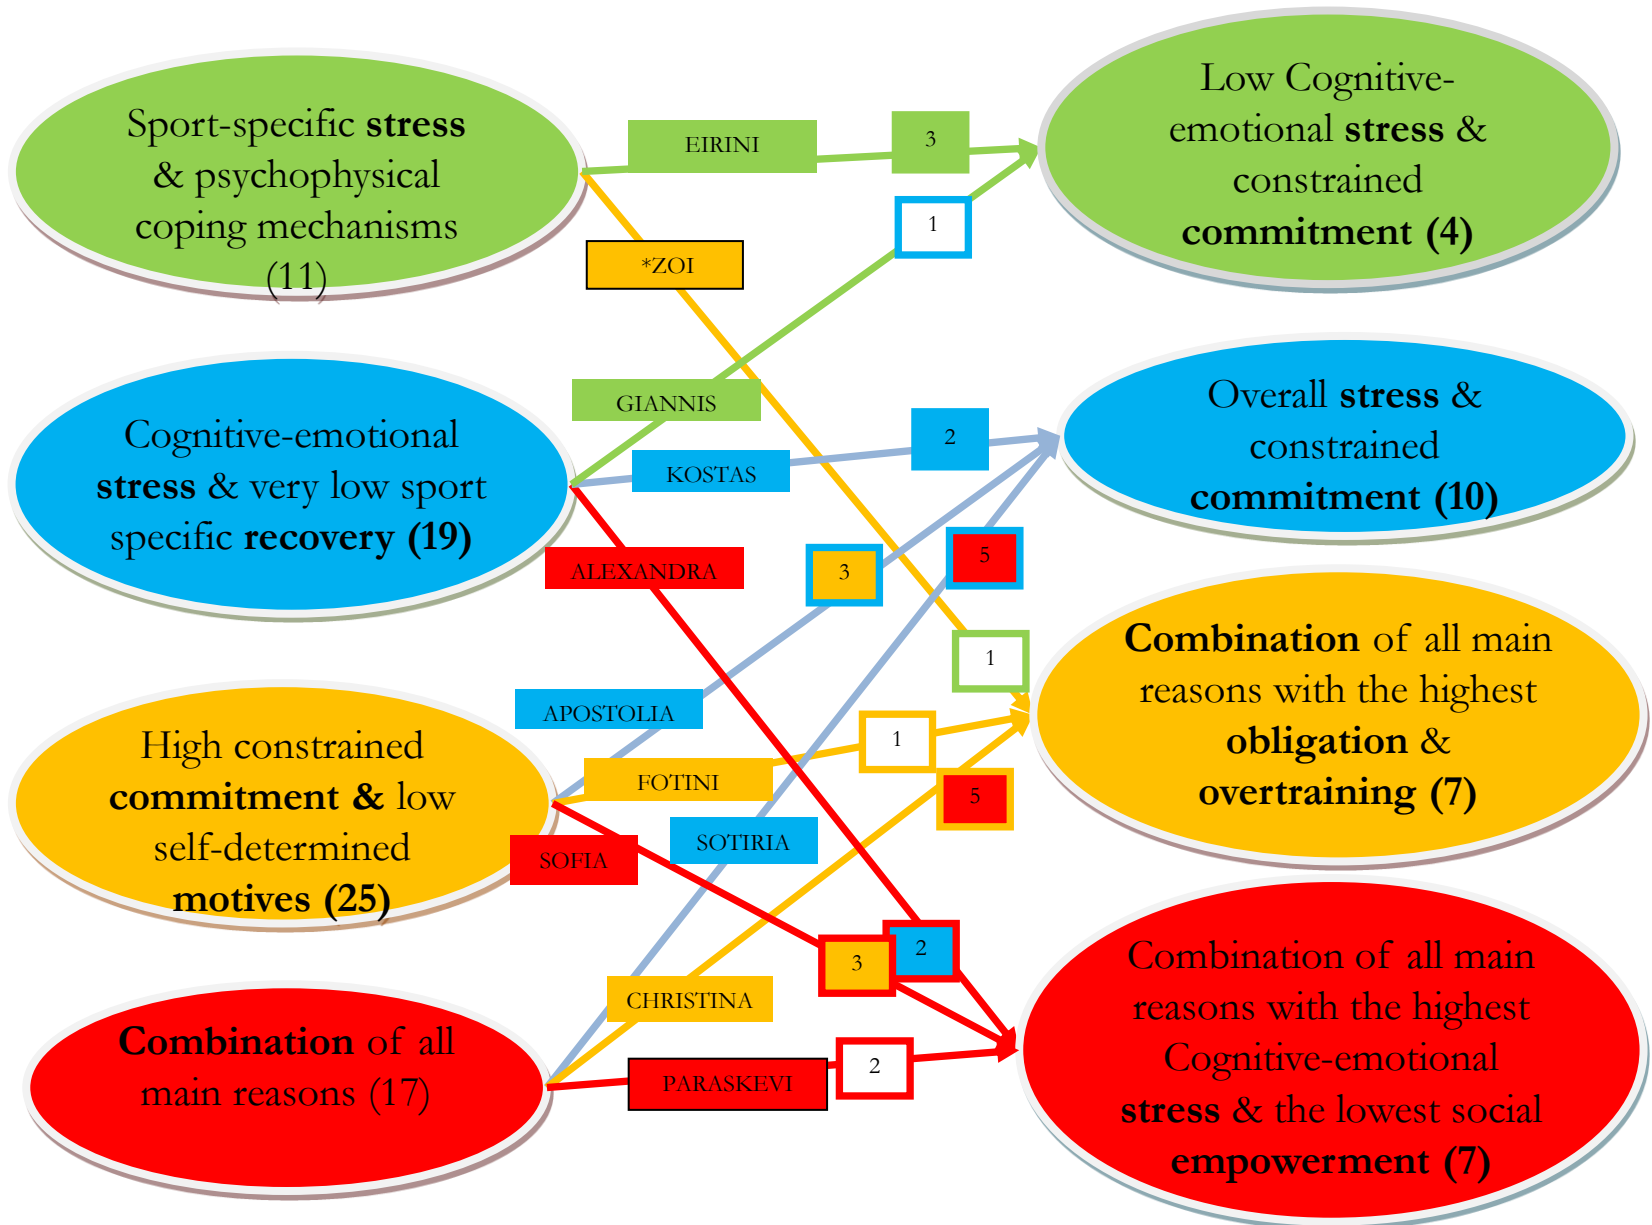 Sport-specific stress
& psychophysical
coping mechanisms
(11)
Cognitive-emotional
stress & very low sport
specific recovery (19)
High constrained
commitment & low
self-determined
motives (25)
Combination of all
main reasons (17)
EIRINI
3
1
*ZOI
GIANNIS
KOSTAS
2
ALEXANDRA
3
5
1
APOSTOLIA
1
FOTINI
5
SOTIRIA
SOFIA
2
3
CHRISTINA
PARASKEVI
2
Low Cognitive-
emotional stress &
constrained
commitment (4)
Overall stress &
constrained
commitment (10)
Combination of all main
reasons with the highest
obligation &
overtraining (7)
Combination of all main
reasons with the highest
Cognitive-emotional
stress & the lowest social
empowerment (7)